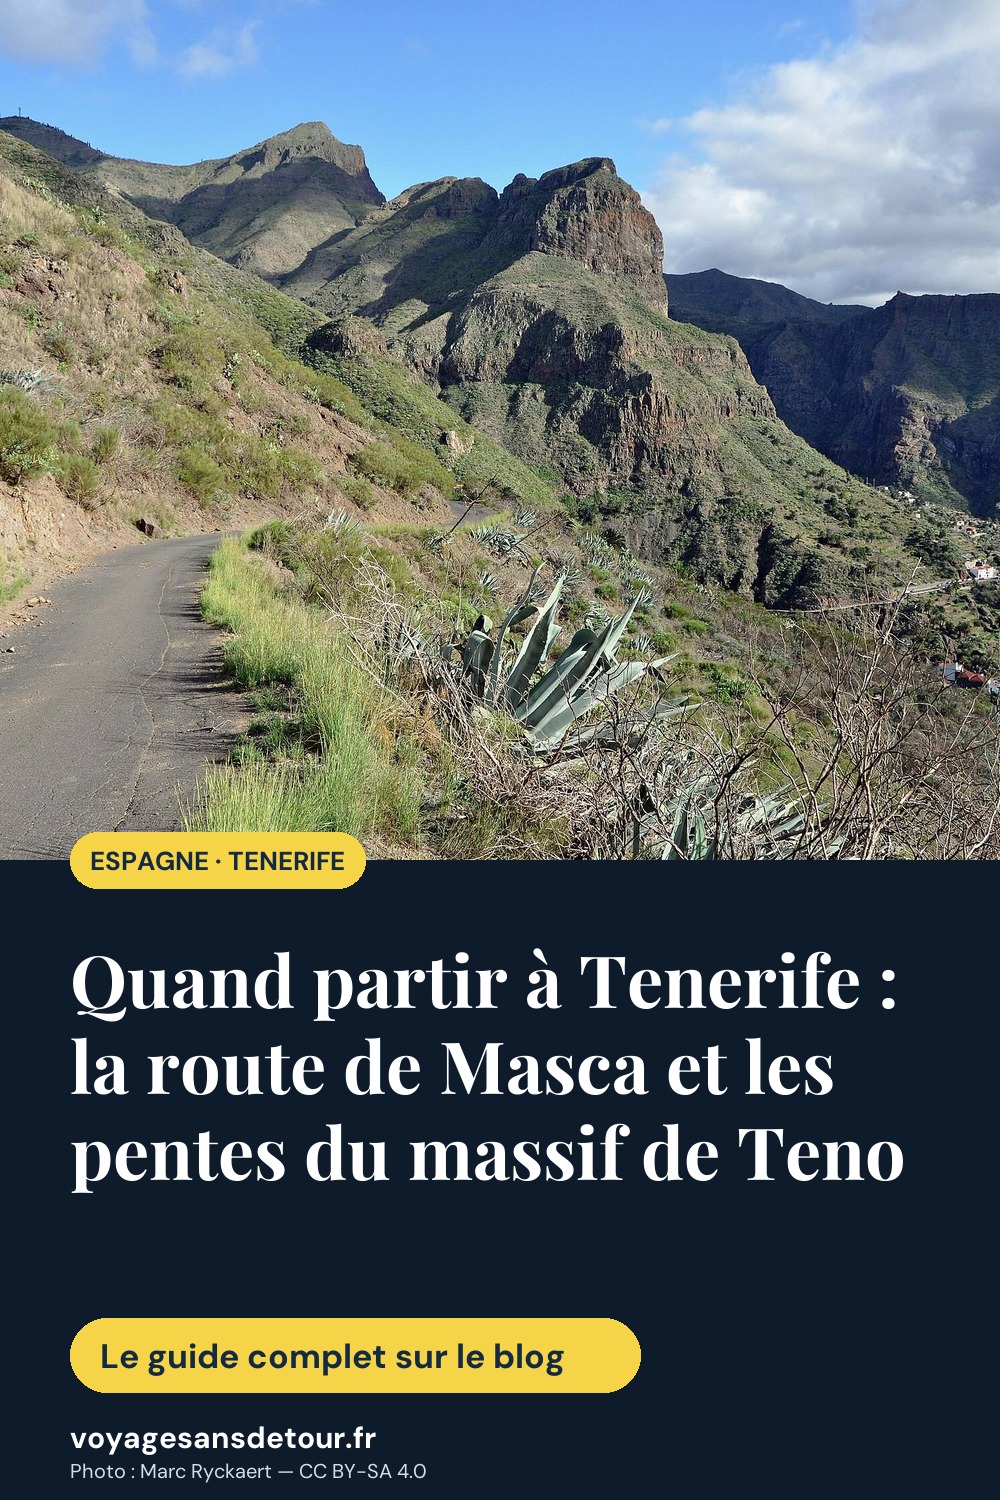 ESPAGNE · TENERIFE
Quand partir à Tenerife :
la route de Masca et les
pentes du massif de Teno
Le guide complet sur le blog
voyagesansdetour.fr
Photo : Marc Ryckaert — CC BY-SA 4.0